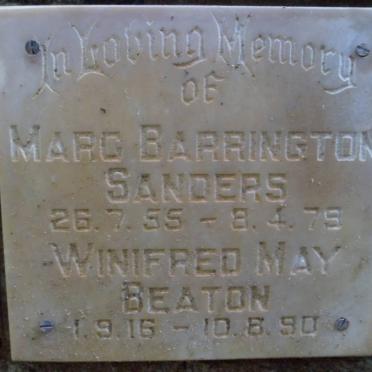 In Loving Memory
OF
MARC BARRINGTON
SANDERS
26.7.55 - 8.4.79
WINIFRED MAY
BEATON
1.9.16 - 10.6.90